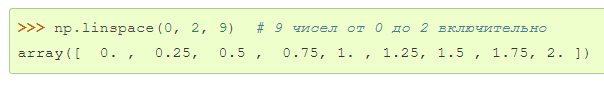 >>> np.linspace(0, 2, 9)  # 9 чисел от 0 до 2 включительно
array([  0. ,  0.25,  0.5 ,  0.75, 1. , 1.25, 1.5 , 1.75, 2. ])